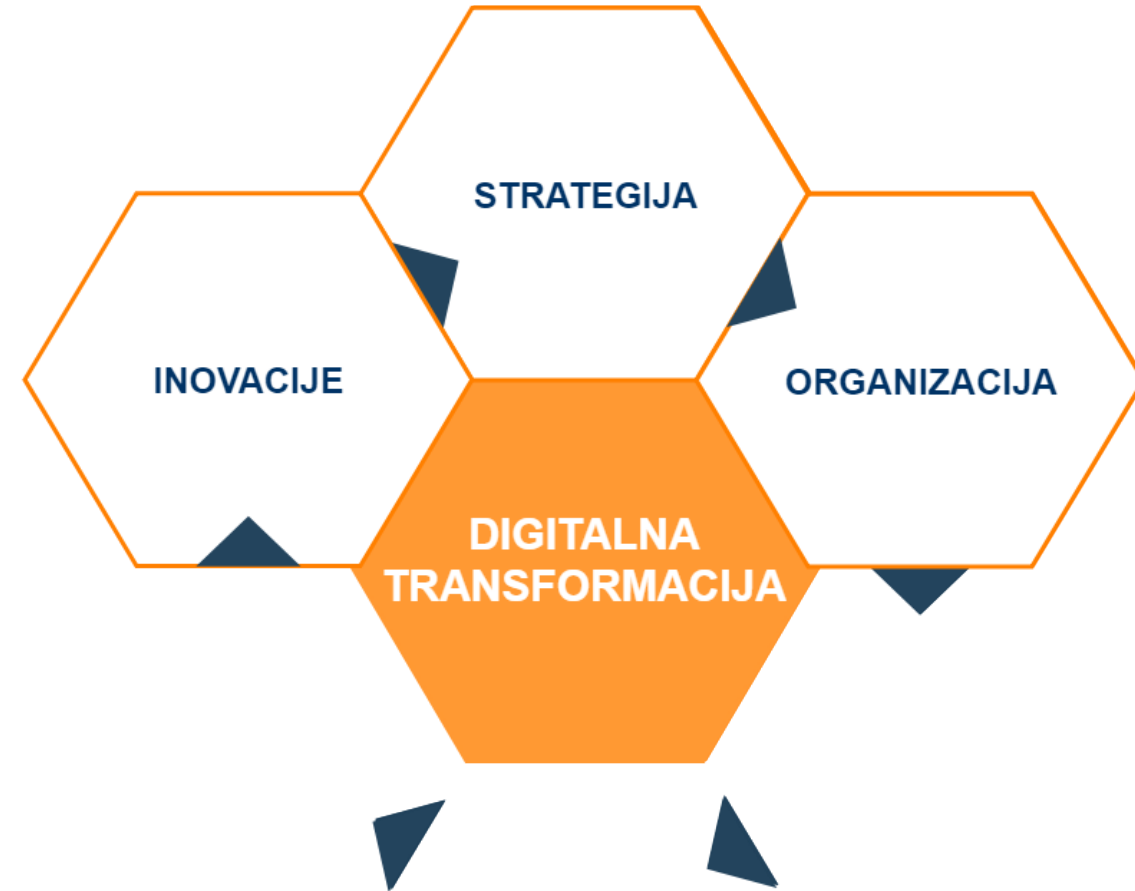 STRATEGIJA
INOVACIJE
ORGANIZACIJA
DIGITALNA
TRANSFORMACIJA